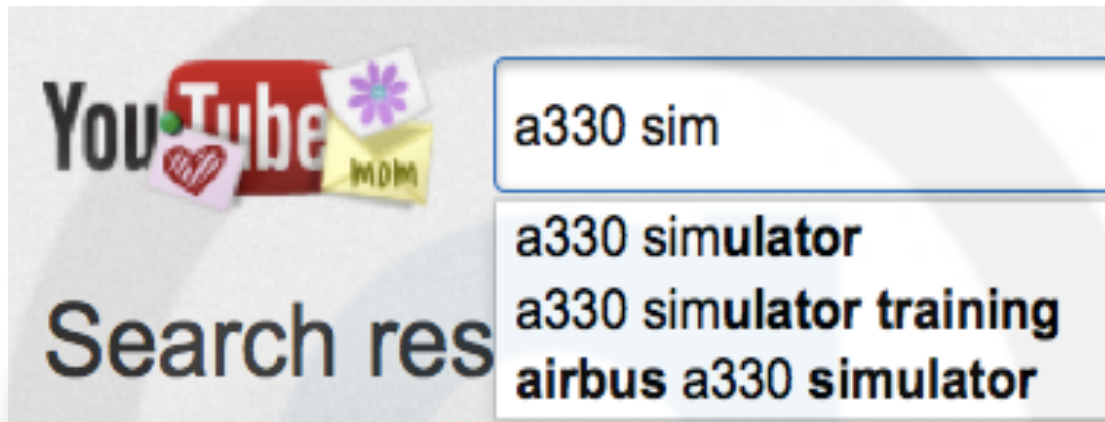 YouTube
mom
a330 sim
a330 simulator
a330 simulator training
airbus a330 simulator
Search res